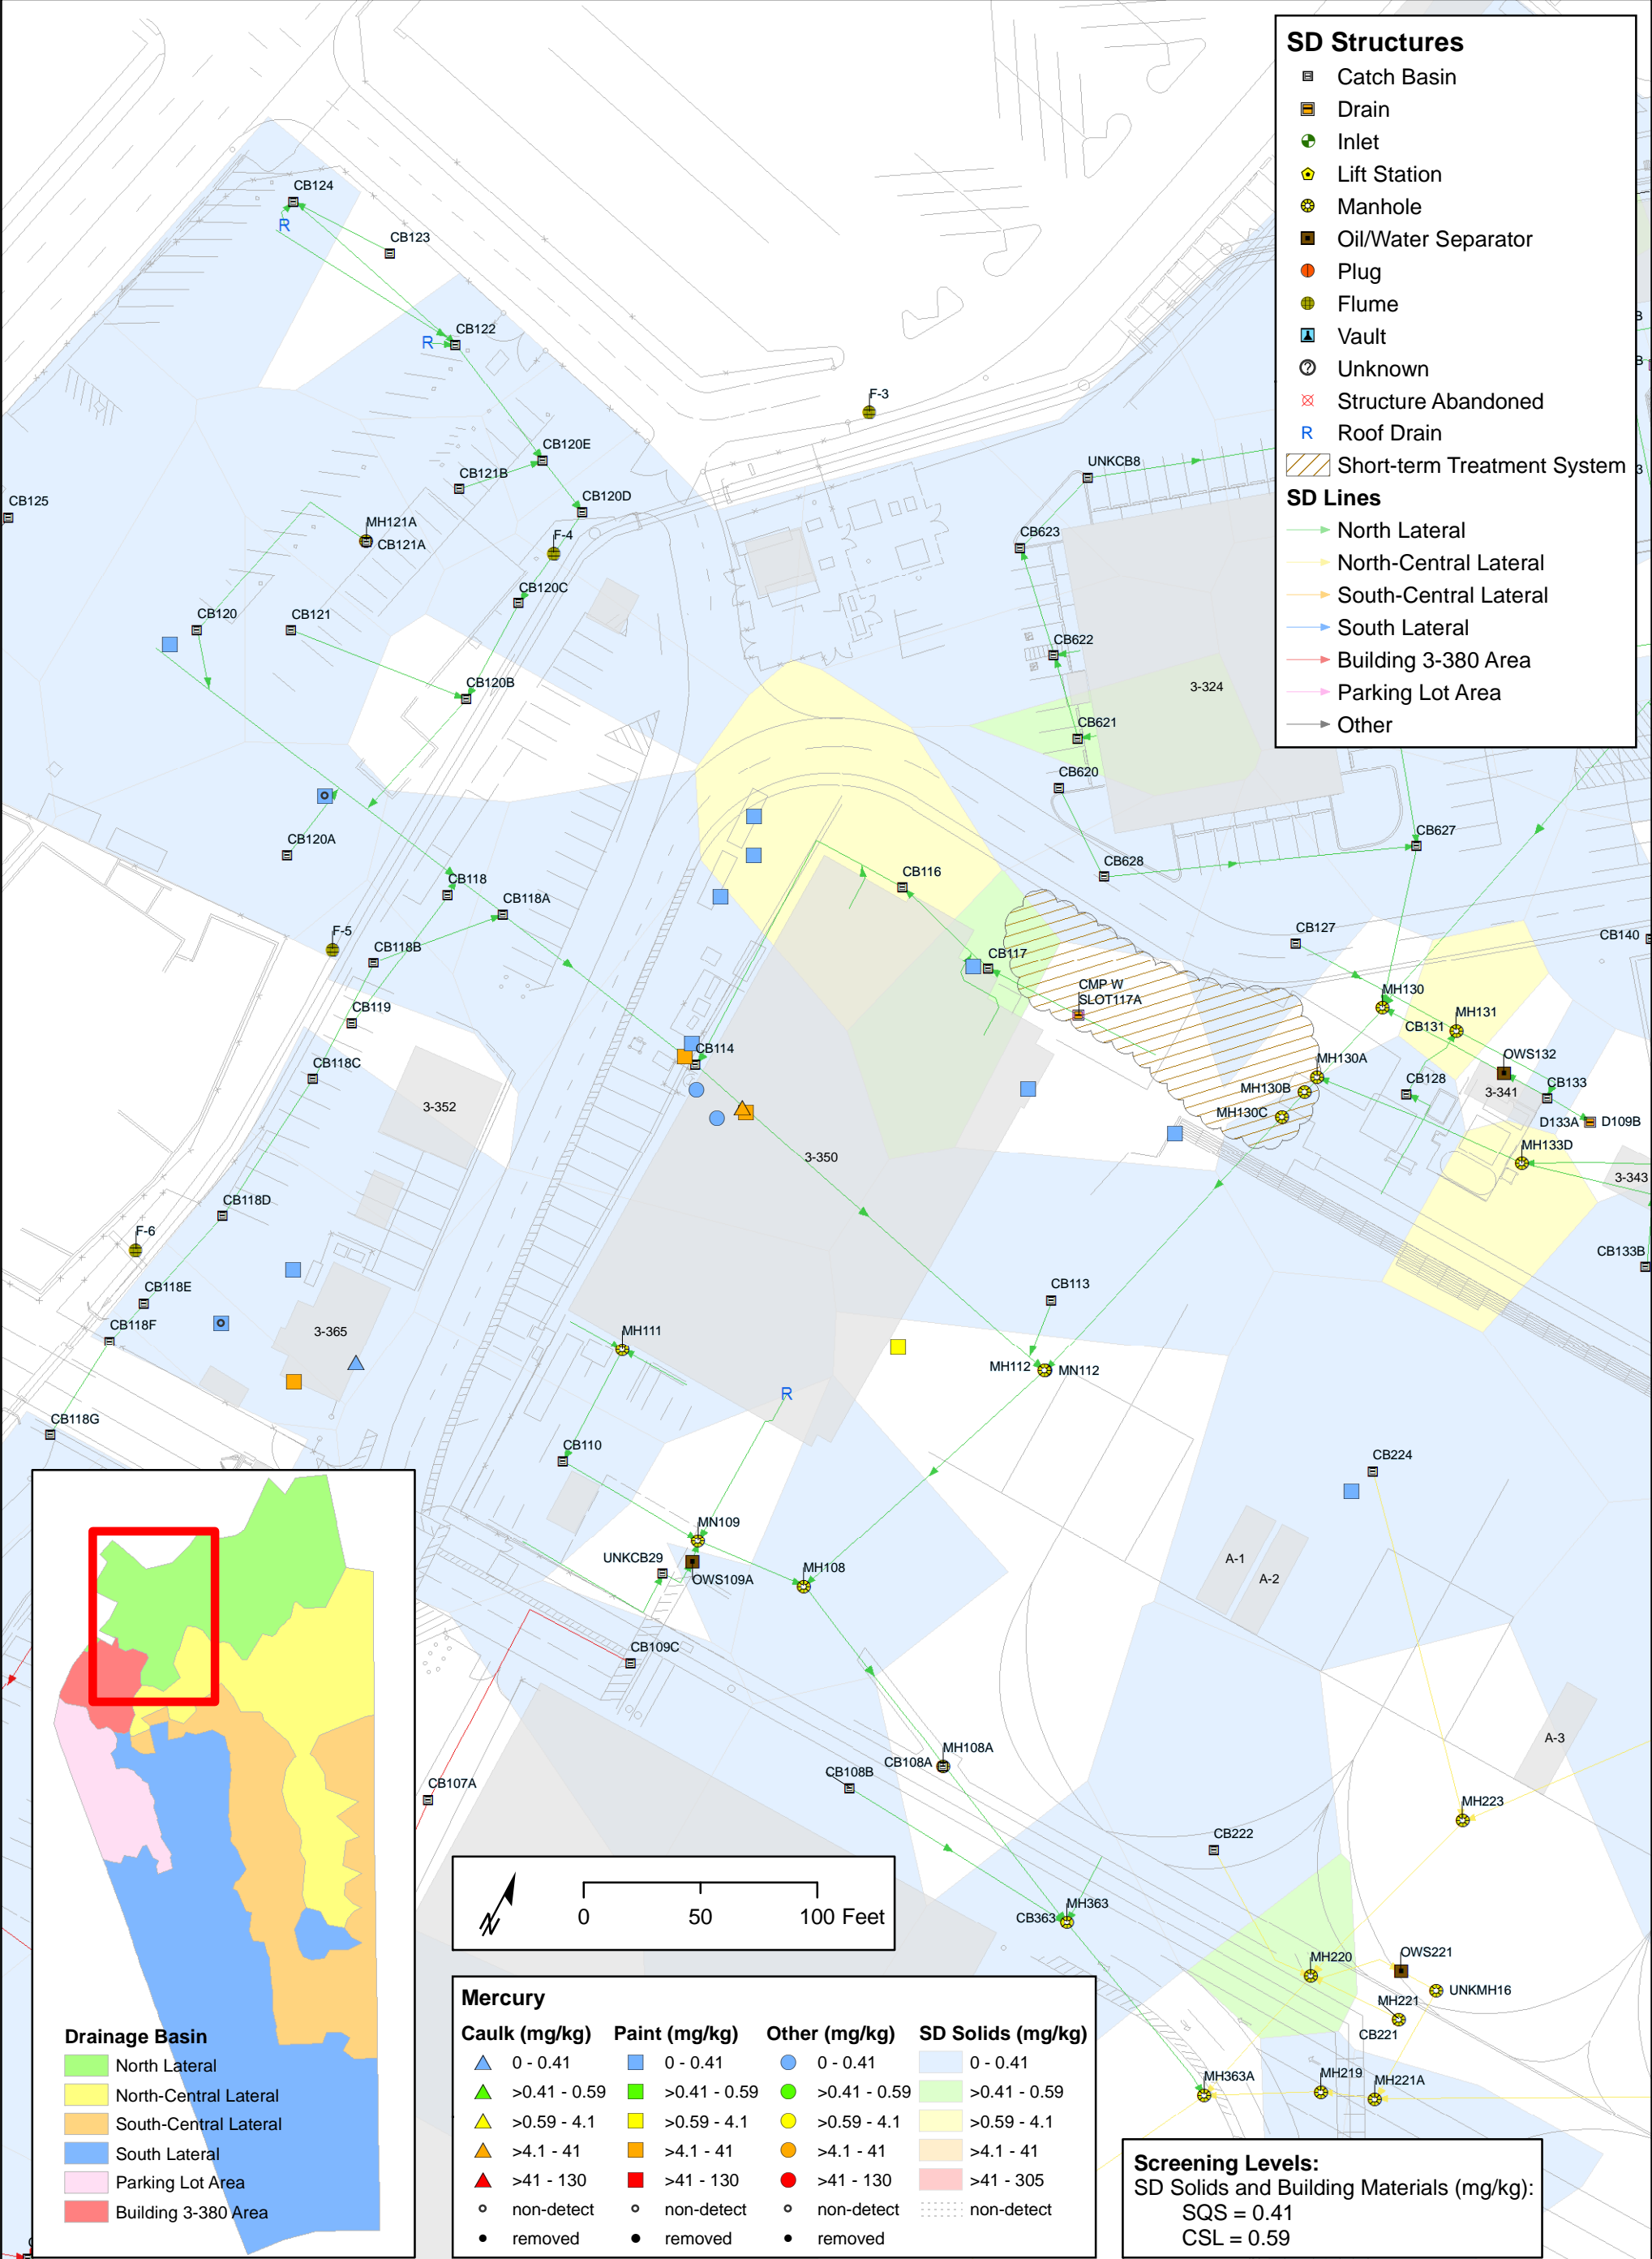 SD Structures
Catch Basin
Drain
Inlet
Lift Station
Manhole
Oil/Water Separator
Plug
Flume
Vault
Unknown
Structure Abandoned
R Roof Drain
Short-term Treatment System
SD Lines
North Lateral
North-Central Lateral
South-Central Lateral
South Lateral
Building 3-380 Area
Parking Lot Area
Other
CB124
R
CB123
CB122
R
F-3
CB120E
CB121B
UNKCB8
CB125
CB120D
MH121A
CB121A
F-4
CB623
CB120C
CB120
CB121
CB622
CB120B
3-324
CB621
CB620
CB120A
CB627
CB118
CB116
CB628
CB118A
F-5
CB118B
CB117
CB127
CB140
CMP W
SLOT117A
MH130
CB119
CB131
MH131
CB114
MH130A
OWS132
CB118C
MH130B
CB128
CB133
3-341
3-352
MH130C
D133A
D109B
3-350
MH133D
3-343
CB118D
F-6
CB133B
CB118E
CB113
CB118F
3-365
MH111
MH112
MN112
R
CB118G
CB110
CB224
MN109
UNKCB29
OWS109A
MH108
A-1
A-2
CB109C
A-3
MH108A
CB108A
CB108B
CB107A
MH223
CB222
MH363
CB363
MH220
OWS221
UNKMH16
MH221
CB221
MH363A
MH219
MH221A
N
0 50 100 Feet
Drainage Basin
North Lateral
North-Central Lateral
South-Central Lateral
South Lateral
Parking Lot Area
Building 3-380 Area
Mercury
Caulk (mg/kg) Paint (mg/kg) Other (mg/kg) SD Solids (mg/kg)
0 - 0.41 0 - 0.41 0 - 0.41 0 - 0.41
>0.41 - 0.59 >0.41 - 0.59 >0.41 - 0.59 >0.41 - 0.59
>0.59 - 4.1 >0.59 - 4.1 >0.59 - 4.1 >0.59 - 4.1
>4.1 - 41 >4.1 - 41 >4.1 - 41 >4.1 - 41
>41 - 130 >41 - 130 >41 - 130 >41 - 305
non-detect non-detect non-detect non-detect
removed removed removed
Screening Levels:
SD Solids and Building Materials (mg/kg):
SQS = 0.41
CSL = 0.59